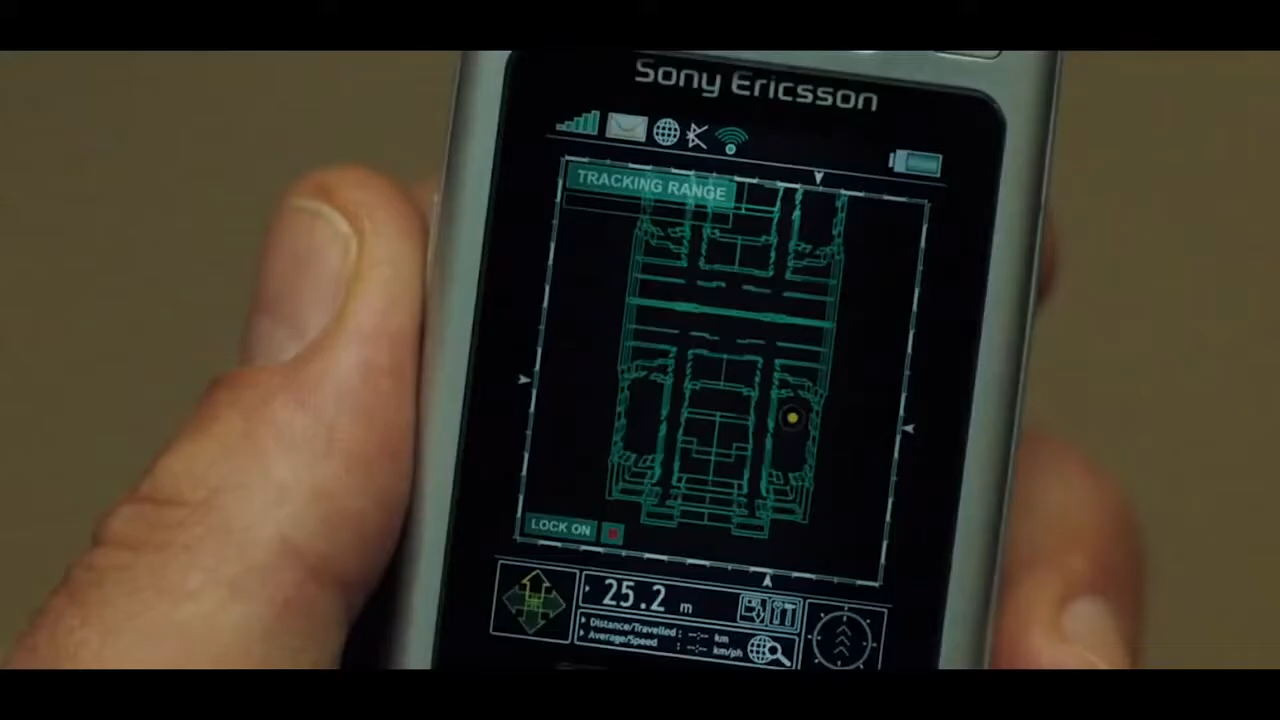 Sony Ericsson
TRACKING RANGE
LOCK ON
25.2 m
Distance/Travelled : --:-- km
Average/Speed : --:-- km/ph